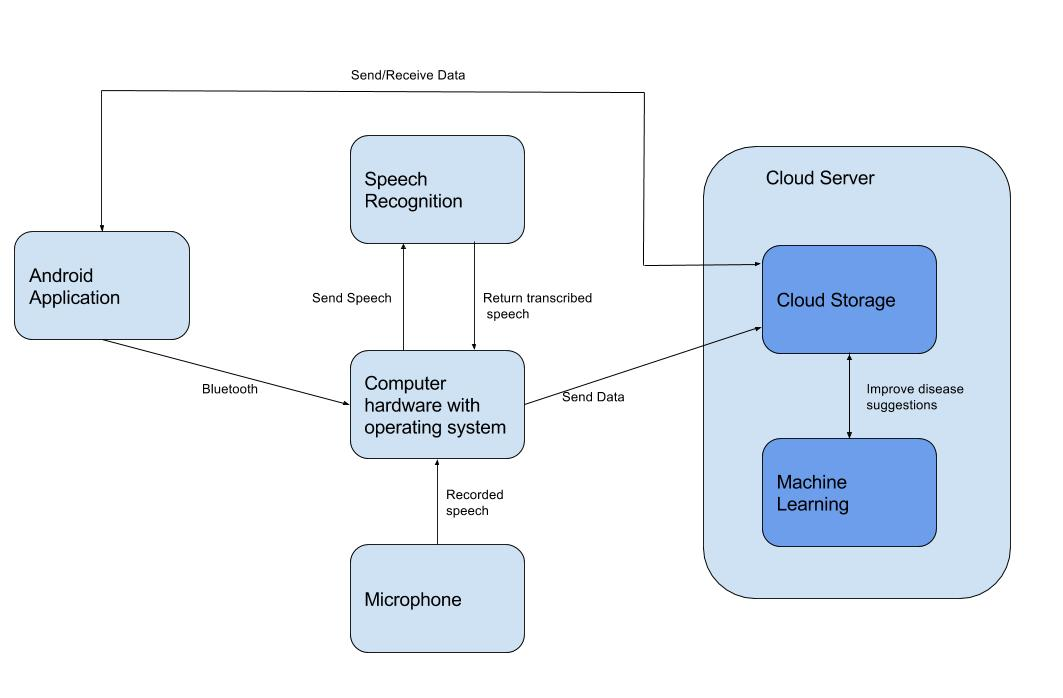 Send/Receive Data
Speech
Recognition
Cloud Server
Android
Application
Cloud Storage
Send Speech
Return transcribed
speech
Computer
hardware with
operating system
Bluetooth
Send Data
Improve disease
suggestions
Recorded
speech
Machine
Learning
Microphone